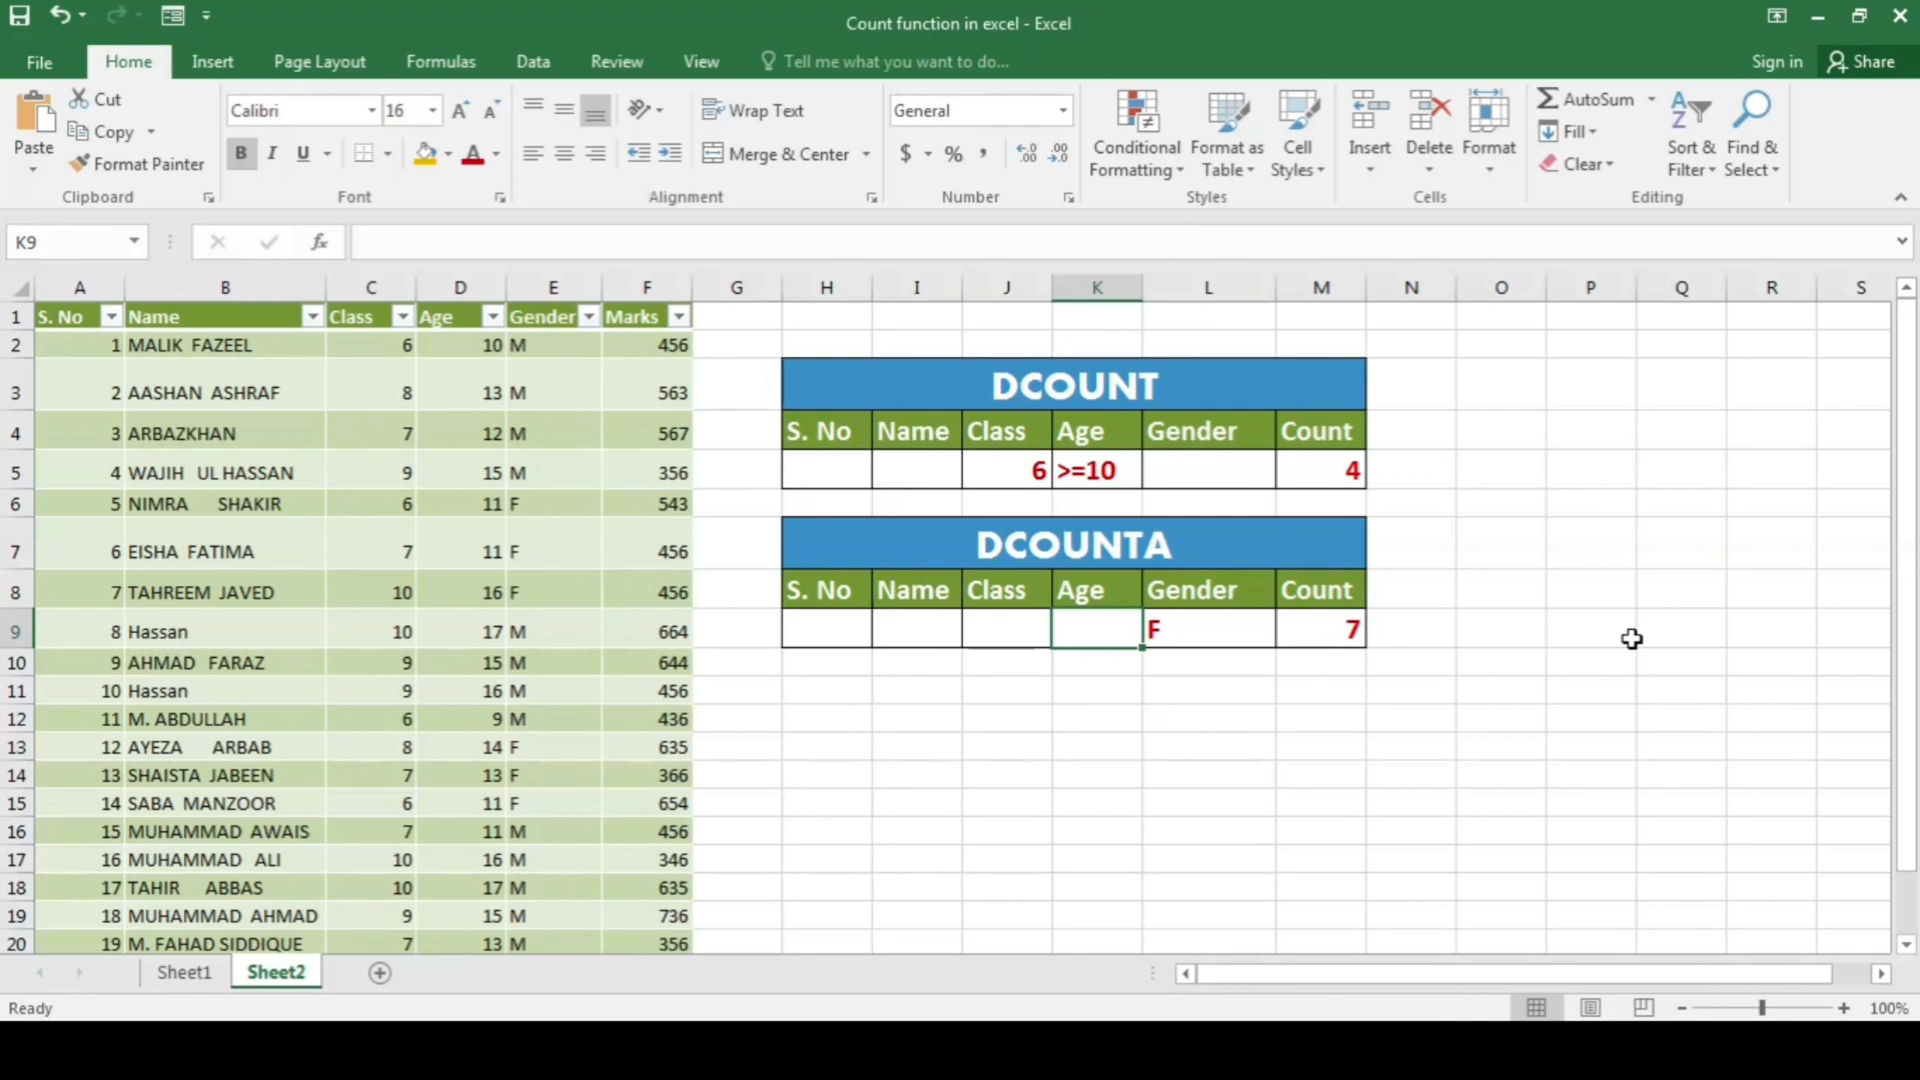 Count function in excel - Excel
File Home Insert Page Layout Formulas Data Review View Tell me what you want to do... Sign in Share
Cut
Copy
Format Painter
Paste
Clipboard
Calibri 16
B I U
Font
Wrap Text
Merge & Center
Alignment
General
$ % ,
Number
Conditional Formatting
Format as Table
Cell Styles
Styles
Insert Delete Format
Cells
AutoSum
Fill
Clear
Sort & Filter
Find & Select
Editing
K9 fx
A B C D E F G H I J K L M N O P Q R S
1 S. No Name Class Age Gender Marks
2 1 MALIK FAZEEL 6 10 M 456
3 2 AASHAN ASHRAF 8 13 M 563
4 3 ARBAZKHAN 7 12 M 567
5 4 WAJIH UL HASSAN 9 15 M 356
6 5 NIMRA SHAKIR 6 11 F 543
7 6 EISHA FATIMA 7 11 F 456
8 7 TAHREEM JAVED 10 16 F 456
9 8 Hassan 10 17 M 664
10 9 AHMAD FARAZ 9 15 M 644
11 10 Hassan 9 16 M 456
12 11 M. ABDULLAH 6 9 M 436
13 12 AYEZA ARBAB 8 14 F 635
14 13 SHAISTA JABEEN 7 13 F 366
15 14 SABA MANZOOR 6 11 F 654
16 15 MUHAMMAD AWAIS 7 11 M 456
17 16 MUHAMMAD ALI 10 16 M 346
18 17 TAHIR ABBAS 10 17 M 635
19 18 MUHAMMAD AHMAD 9 15 M 736
20 19 M. FAHAD SIDDIQUE 7 13 M 356
DCOUNT
S. No Name Class Age Gender Count
6 >=10 4
DCOUNTA
S. No Name Class Age Gender Count
F 7
Sheet1 Sheet2
Ready 100%